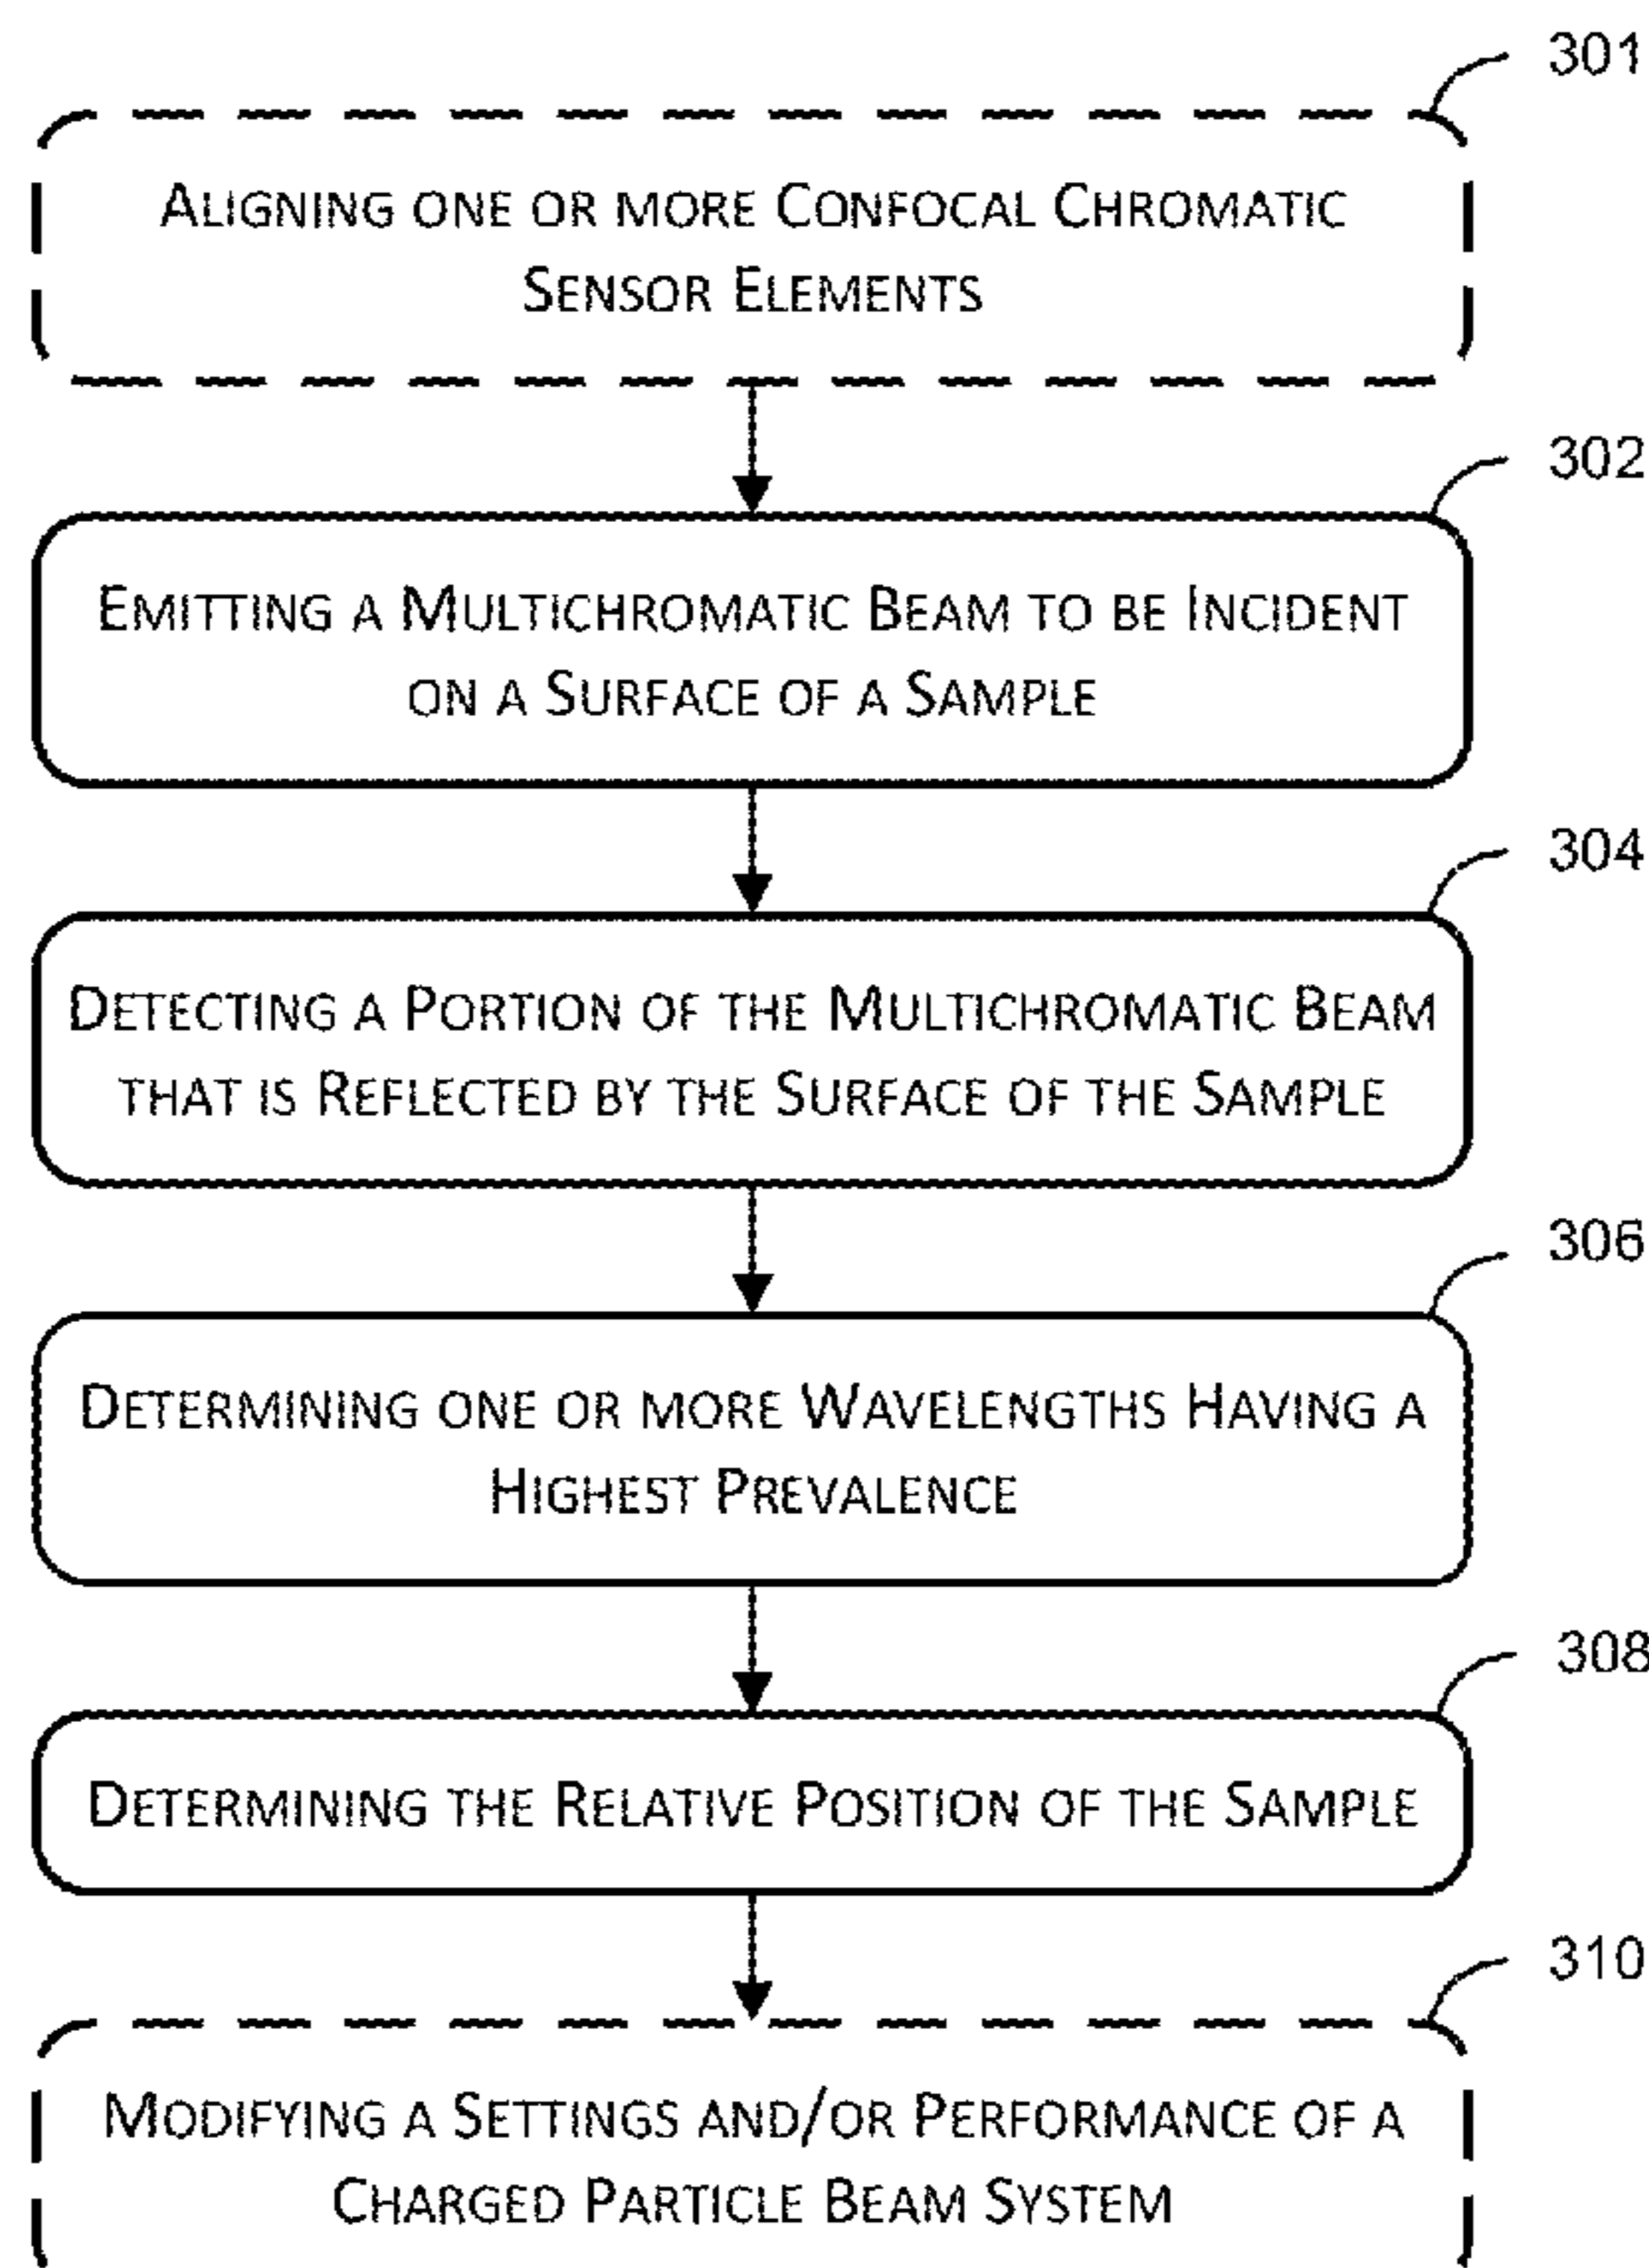 301
ALIGNING ONE OR MORE CONFOCAL CHROMATIC
SENSOR ELEMENTS
302
EMITTING A MULTICHROMATIC BEAM TO BE INCIDENT
ON A SURFACE OF A SAMPLE
304
DETECTING A PORTION OF THE MULTICHROMATIC BEAM
THAT IS REFLECTED BY THE SURFACE OF THE SAMPLE
306
DETERMINING ONE OR MORE WAVELENGTHS HAVING A
HIGHEST PREVALENCE
308
DETERMINING THE RELATIVE POSITION OF THE SAMPLE
310
MODIFYING A SETTINGS AND/OR PERFORMANCE OF A
CHARGED PARTICLE BEAM SYSTEM